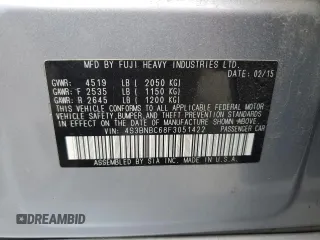 MFD BY FUJI HEAVY INDUSTRIES LTD.
DATE: 02/15
GVWR: 4519 LB ( 2050 KG)
GAWR: F 2535 LB ( 1150 KG)
GAWR: R 2645 LB ( 1200 KG)
THIS VEHICLE CONFORMS TO ALL APPLICABLE
FEDERAL MOTOR VEHICLE SAFETY,
BUMPER, AND THEFT PREVENTION STANDARDS
IN EFFECT ON THE DATE OF MANUFACTURE
SHOWN ABOVE.
VIN: 4S3BNBC68F3051422 PASSENGER CAR
ASSEMBLED BY SIA INC. IN U.S.A.
© DREAMBID